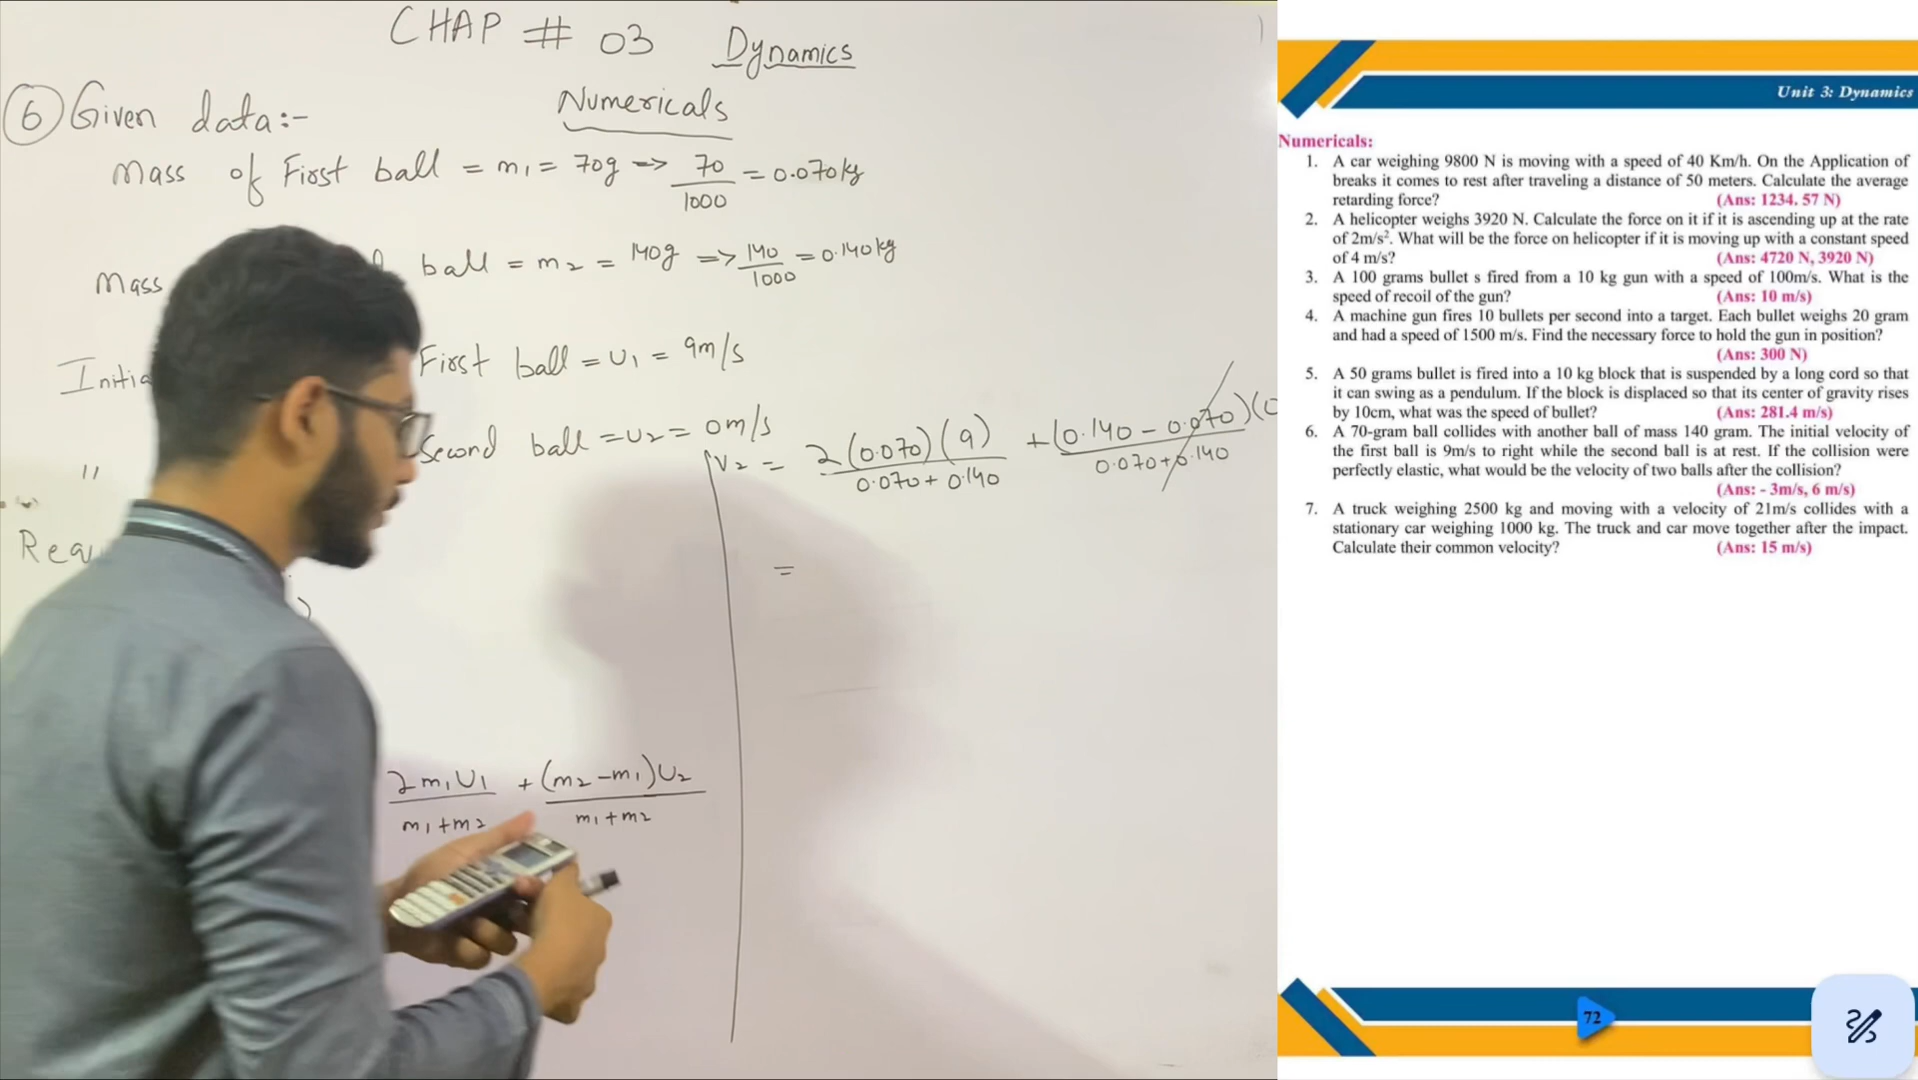 CHAP # 03 Dynamics
Numericals
6 Given data:-
Mass of First ball = m₁ = 70g => 70/1000 = 0.070kg
Mass ball = m₂ = 140g => 140/1000 = 0.140kg
First ball = U₁ = 9m/s
Second ball = U₂ = 0m/s
"
V₂ = 2(0.070)(9)/0.070+0.140 + (0.140-0.070)(0/0.070+0.140
=
2m₁U₁/m₁+m₂ + (m₂-m₁)U₂/m₁+m₂
Unit 3: Dynamics
Numericals:
1. A car weighing 9800 N is moving with a speed of 40 Km/h. On the Application of
breaks it comes to rest after traveling a distance of 50 meters. Calculate the average
retarding force? (Ans: 1234. 57 N)
2. A helicopter weighs 3920 N. Calculate the force on it if it is ascending up at the rate
of 2m/s². What will be the force on helicopter if it is moving up with a constant speed
of 4 m/s? (Ans: 4720 N, 3920 N)
3. A 100 grams bullet s fired from a 10 kg gun with a speed of 100m/s. What is the
speed of recoil of the gun? (Ans: 10 m/s)
4. A machine gun fires 10 bullets per second into a target. Each bullet weighs 20 gram
and had a speed of 1500 m/s. Find the necessary force to hold the gun in position?
(Ans: 300 N)
5. A 50 grams bullet is fired into a 10 kg block that is suspended by a long cord so that
it can swing as a pendulum. If the block is displaced so that its center of gravity rises
by 10cm, what was the speed of bullet? (Ans: 281.4 m/s)
6. A 70-gram ball collides with another ball of mass 140 gram. The initial velocity of
the first ball is 9m/s to right while the second ball is at rest. If the collision were
perfectly elastic, what would be the velocity of two balls after the collision?
(Ans: - 3m/s, 6 m/s)
7. A truck weighing 2500 kg and moving with a velocity of 21m/s collides with a
stationary car weighing 1000 kg. The truck and car move together after the impact.
Calculate their common velocity? (Ans: 15 m/s)
72